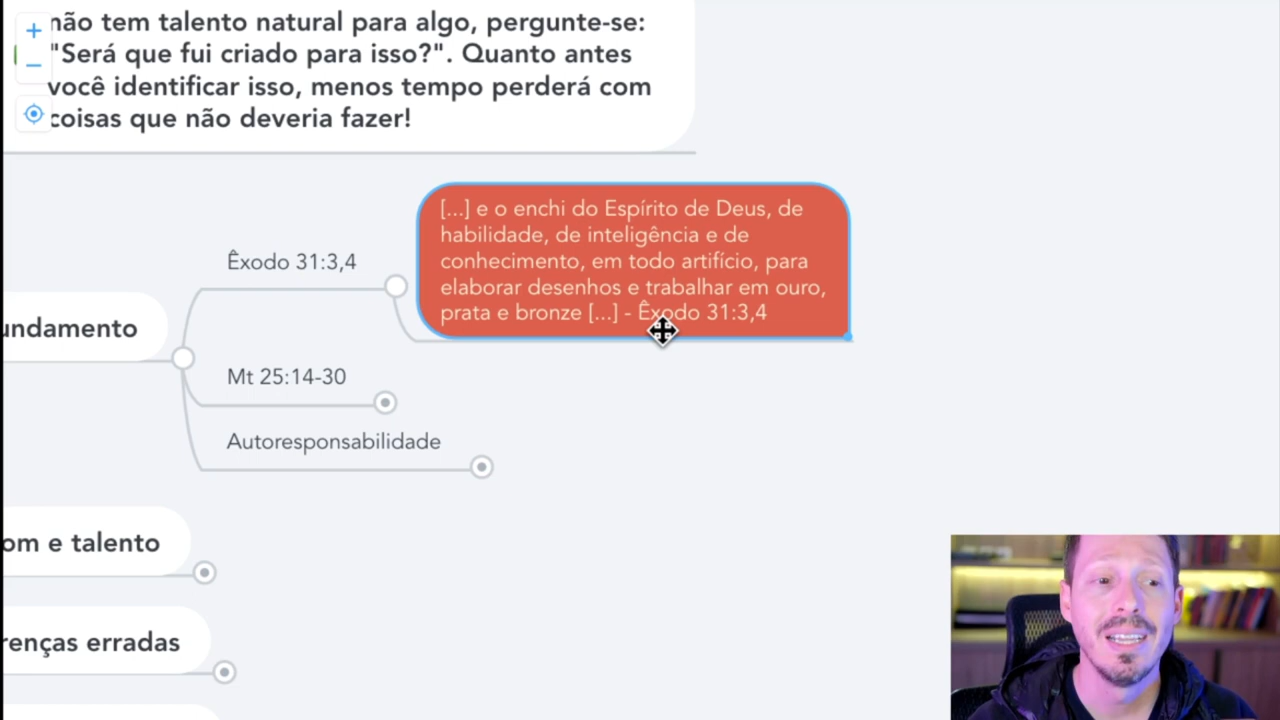 não tem talento natural para algo, pergunte-se:
"Será que fui criado para isso?". Quanto antes
você identificar isso, menos tempo perderá com
coisas que não deveria fazer!
[...] e o enchi do Espírito de Deus, de
habilidade, de inteligência e de
conhecimento, em todo artifício, para
elaborar desenhos e trabalhar em ouro,
prata e bronze [...] - Êxodo 31:3,4
Êxodo 31:3,4
undamento
Mt 25:14-30
Autoresponsabilidade
om e talento
renças erradas